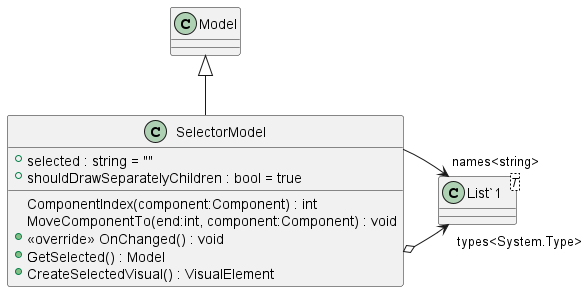 C Model
C SelectorModel
selected : string = ""
shouldDrawSeparatelyChildren : bool = true
ComponentIndex(component:Component) : int
MoveComponentTo(end:int, component:Component) : void
«override» OnChanged() : void
GetSelected() : Model
CreateSelectedVisual() : VisualElement
names<string>
T
C List`1
types<System.Type>